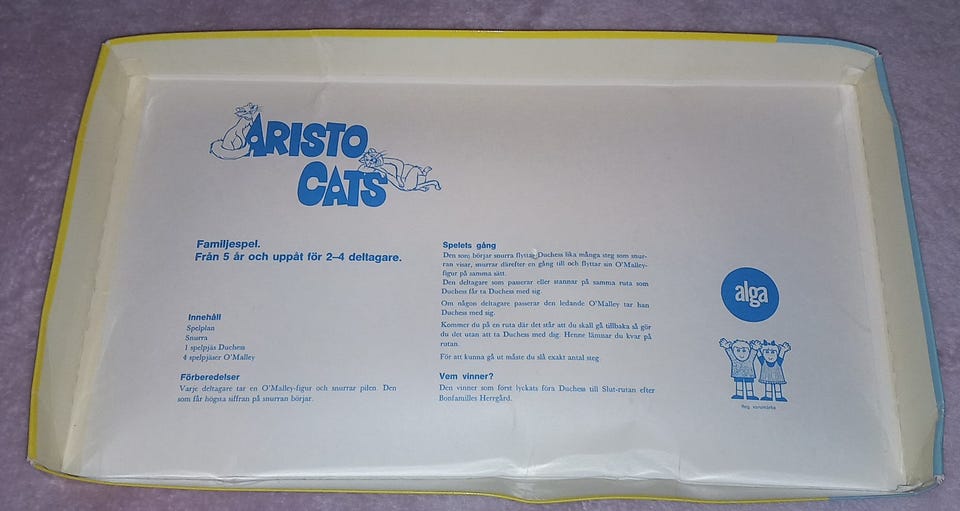 ARISTO
CATS
Familjespel.
Från 5 år och uppåt för 2–4 deltagare.
Innehåll
Spelplan
Snurra
1 spelpjäs Duchess
4 spelpjäser O'Malley
Förberedelser
Varje deltagare tar en O'Malley-figur och snurrar pilen. Den
som får högsta siffran på snurran börjar.
Spelets gång
Den som börjar snurra flyttar Duchess lika många steg som snur-
ran visar, snurrar därefter en gång till och flyttar sin O'Malley-
figur på samma sätt.
Den deltagare som passerar eller stannar på samma ruta som
Duchess får ta Duchess med sig.
Om någon deltagare passerar den ledande O'Malley tar han
Duchess med sig.
Kommer du på en ruta där det står att du skall gå tillbaka så gör
du det utan att ta Duchess med dig. Henne lämnar du kvar på
rutan.
För att kunna gå ut måste du slå exakt antal steg
Vem vinner?
Den vinner som först lyckats föra Duchess till Slut-rutan efter
Bonfamilles Herrgård.
alga
Reg. varumärke